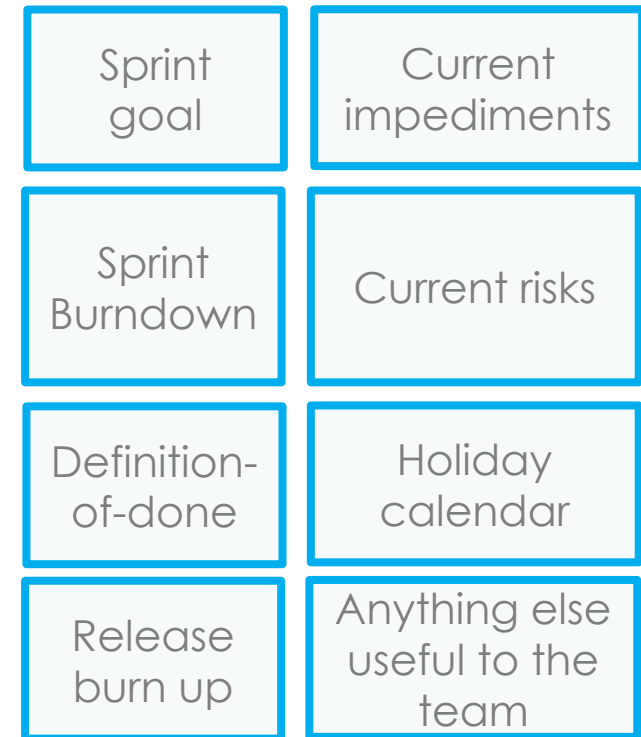 Sprint
goal
Current
impediments
Sprint
Burndown
Current risks
Definition-
of-done
Holiday
calendar
Release
burn up
Anything else
useful to the
team